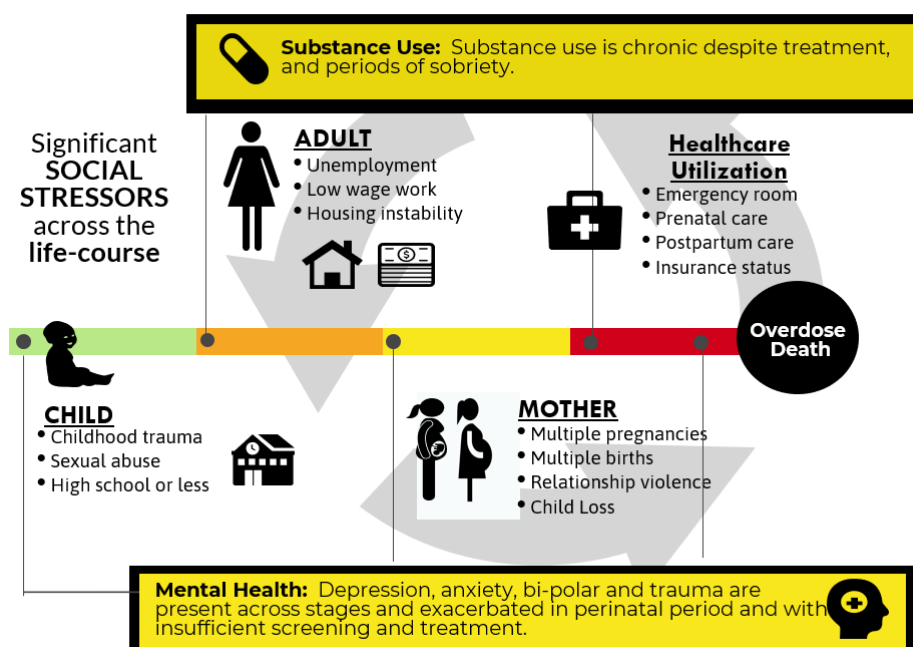 Substance Use: Substance use is chronic despite treatment,
and periods of sobriety.
Significant
SOCIAL
STRESSORS
across the
life-course
ADULT
• Unemployment
• Low wage work
• Housing instability
$
Healthcare
Utilization
• Emergency room
• Prenatal care
• Postpartum care
• Insurance status
Overdose
Death
CHILD
• Childhood trauma
• Sexual abuse
• High school or less
MOTHER
• Multiple pregnancies
• Multiple births
• Relationship violence
• Child Loss
Mental Health: Depression, anxiety, bi-polar and trauma are
present across stages and exacerbated in perinatal period and with
insufficient screening and treatment.